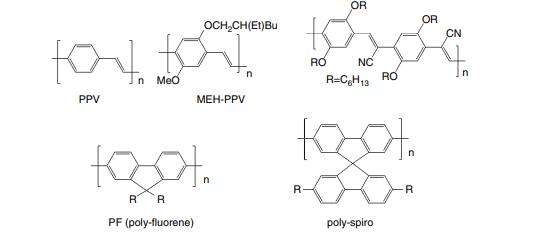 OCH₂CH(Et)Bu
n
PPV
MeO
n
MEH-PPV
OR
OR
CN
RO
NC
RO
n
R=C₆H₁₃
n
R R
PF (poly-fluorene)
n
R
R
poly-spiro